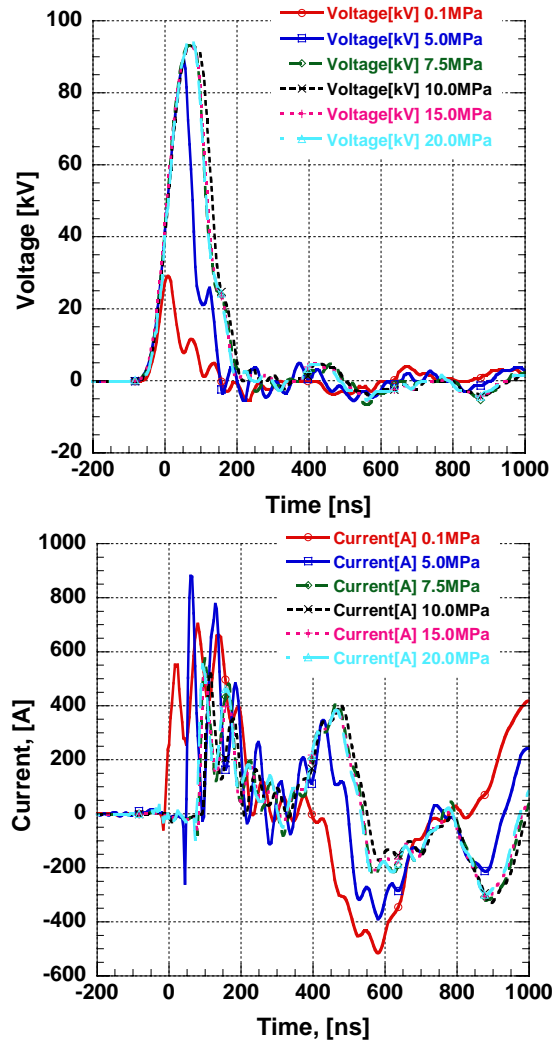 100
80
60
40
20
0
-20
Voltage [kV]
Voltage[kV] 0.1MPa
Voltage[kV] 5.0MPa
Voltage[kV] 7.5MPa
Voltage[kV] 10.0MPa
Voltage[kV] 15.0MPa
Voltage[kV] 20.0MPa
-200 0 200 400 600 800 1000
Time [ns]
1000
800
600
400
200
0
-200
-400
-600
Current, [A]
Current[A] 0.1MPa
Current[A] 5.0MPa
Current[A] 7.5MPa
Current[A] 10.0MPa
Current[A] 15.0MPa
Current[A] 20.0MPa
-200 0 200 400 600 800 1000
Time, [ns]